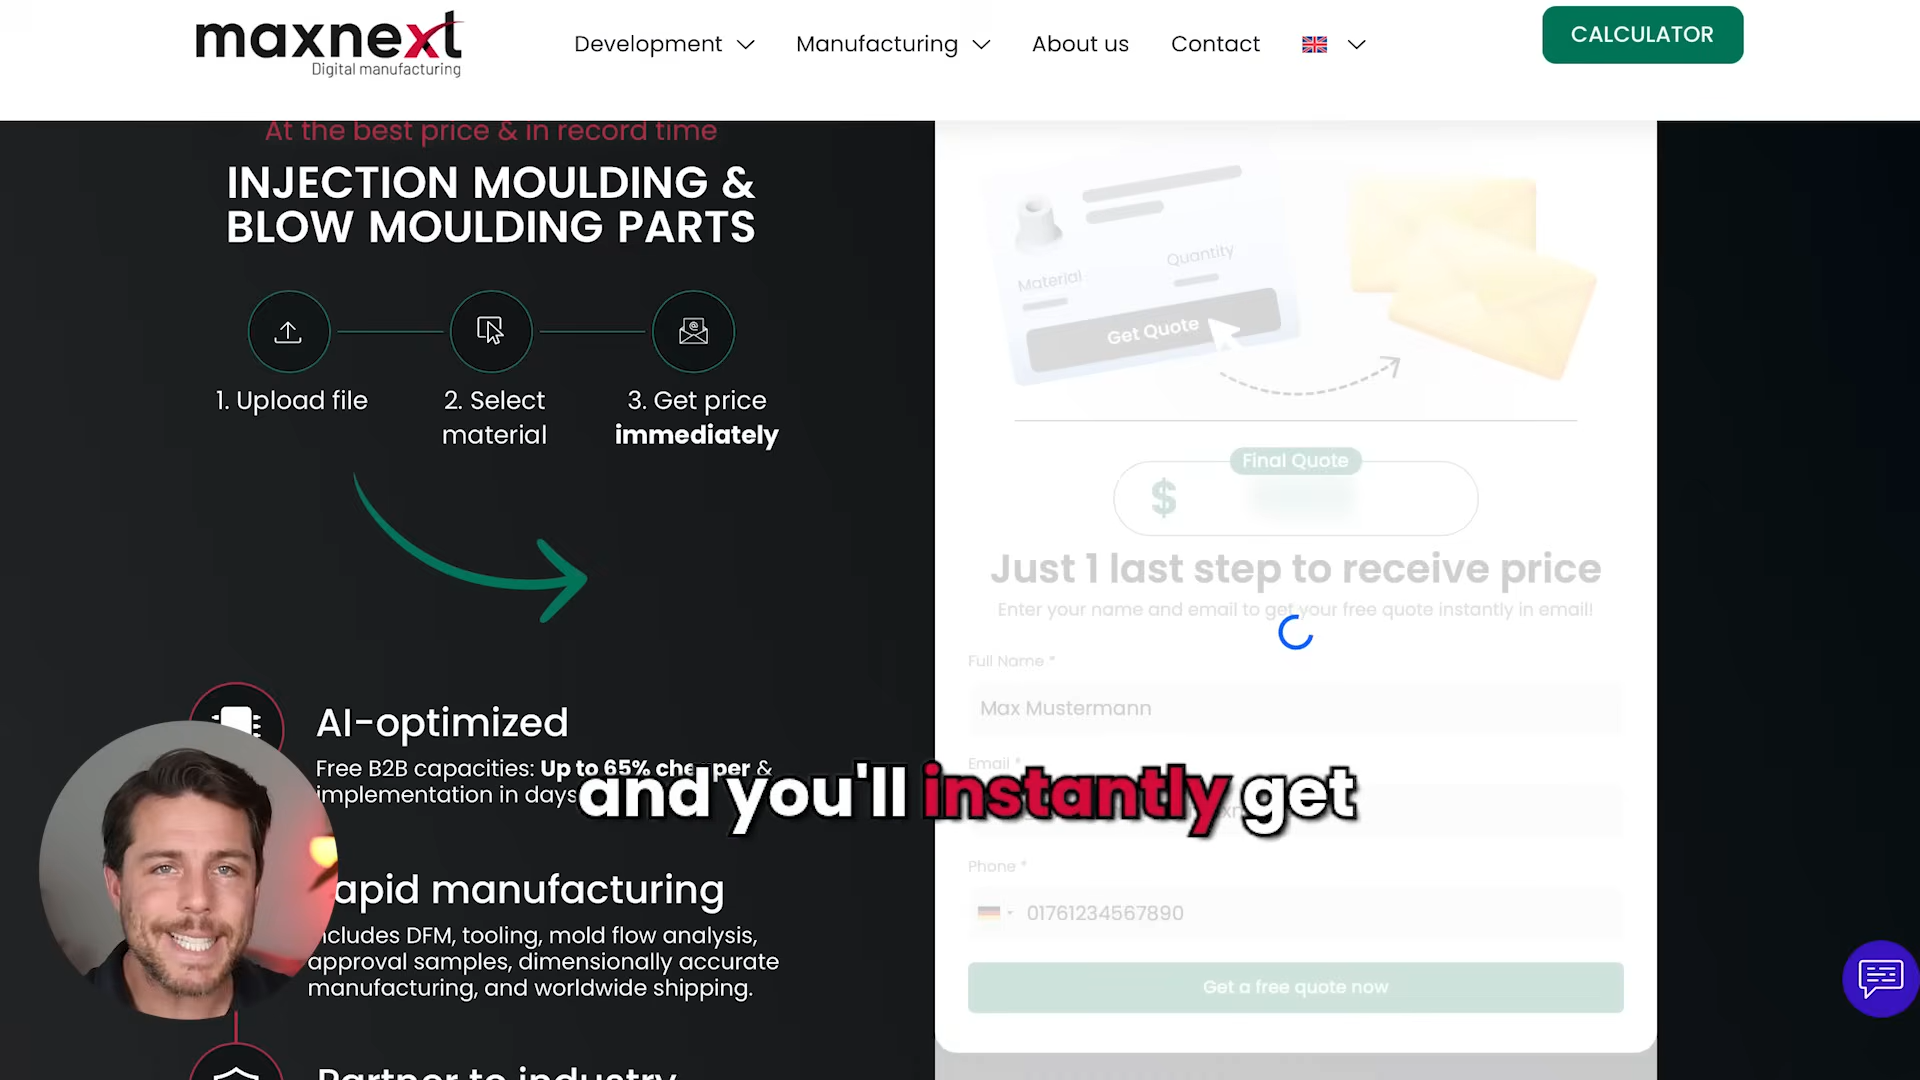 maxnext
Digital manufacturing
Development
Manufacturing
About us
Contact
CALCULATOR
At the best price & in record time
INJECTION MOULDING &
BLOW MOULDING PARTS
1. Upload file
2. Select
material
3. Get price
immediately
AI-optimized
Free B2B capacities: Up to 65% cheaper &
implementation in days
apid manufacturing
ncludes DFM, tooling, mold flow analysis,
approval samples, dimensionally accurate
manufacturing, and worldwide shipping.
Partner to industry
Material
Quantity
Get Quote
Final Quote
$
Just 1 last step to receive price
Enter your name and email to get your free quote instantly in email!
Full Name *
Max Mustermann
Email *
and you'll instantly get
Phone *
01761234567890
Get a free quote now